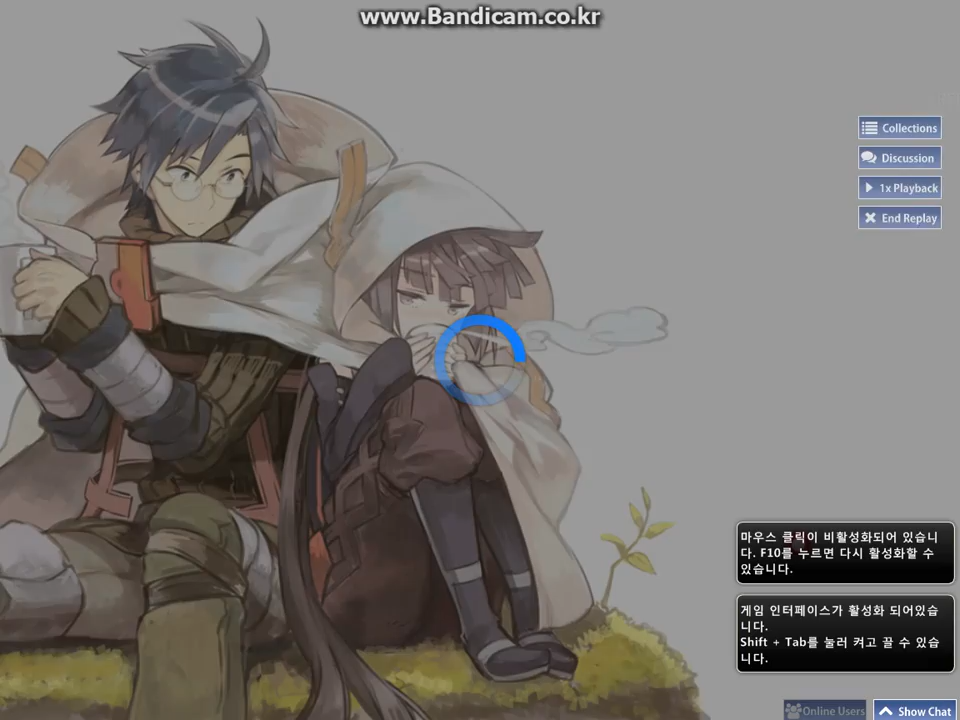 www.Bandicam.co.kr
Collections
Discussion
1x Playback
End Replay
마우스 클릭이 비활성화되어 있습니
다. F10를 누르면 다시 활성화할 수
있습니다.
게임 인터페이스가 활성화 되어있습
니다.
Shift + Tab를 눌러 켜고 끌 수 있습
니다.
Online Users
Show Chat